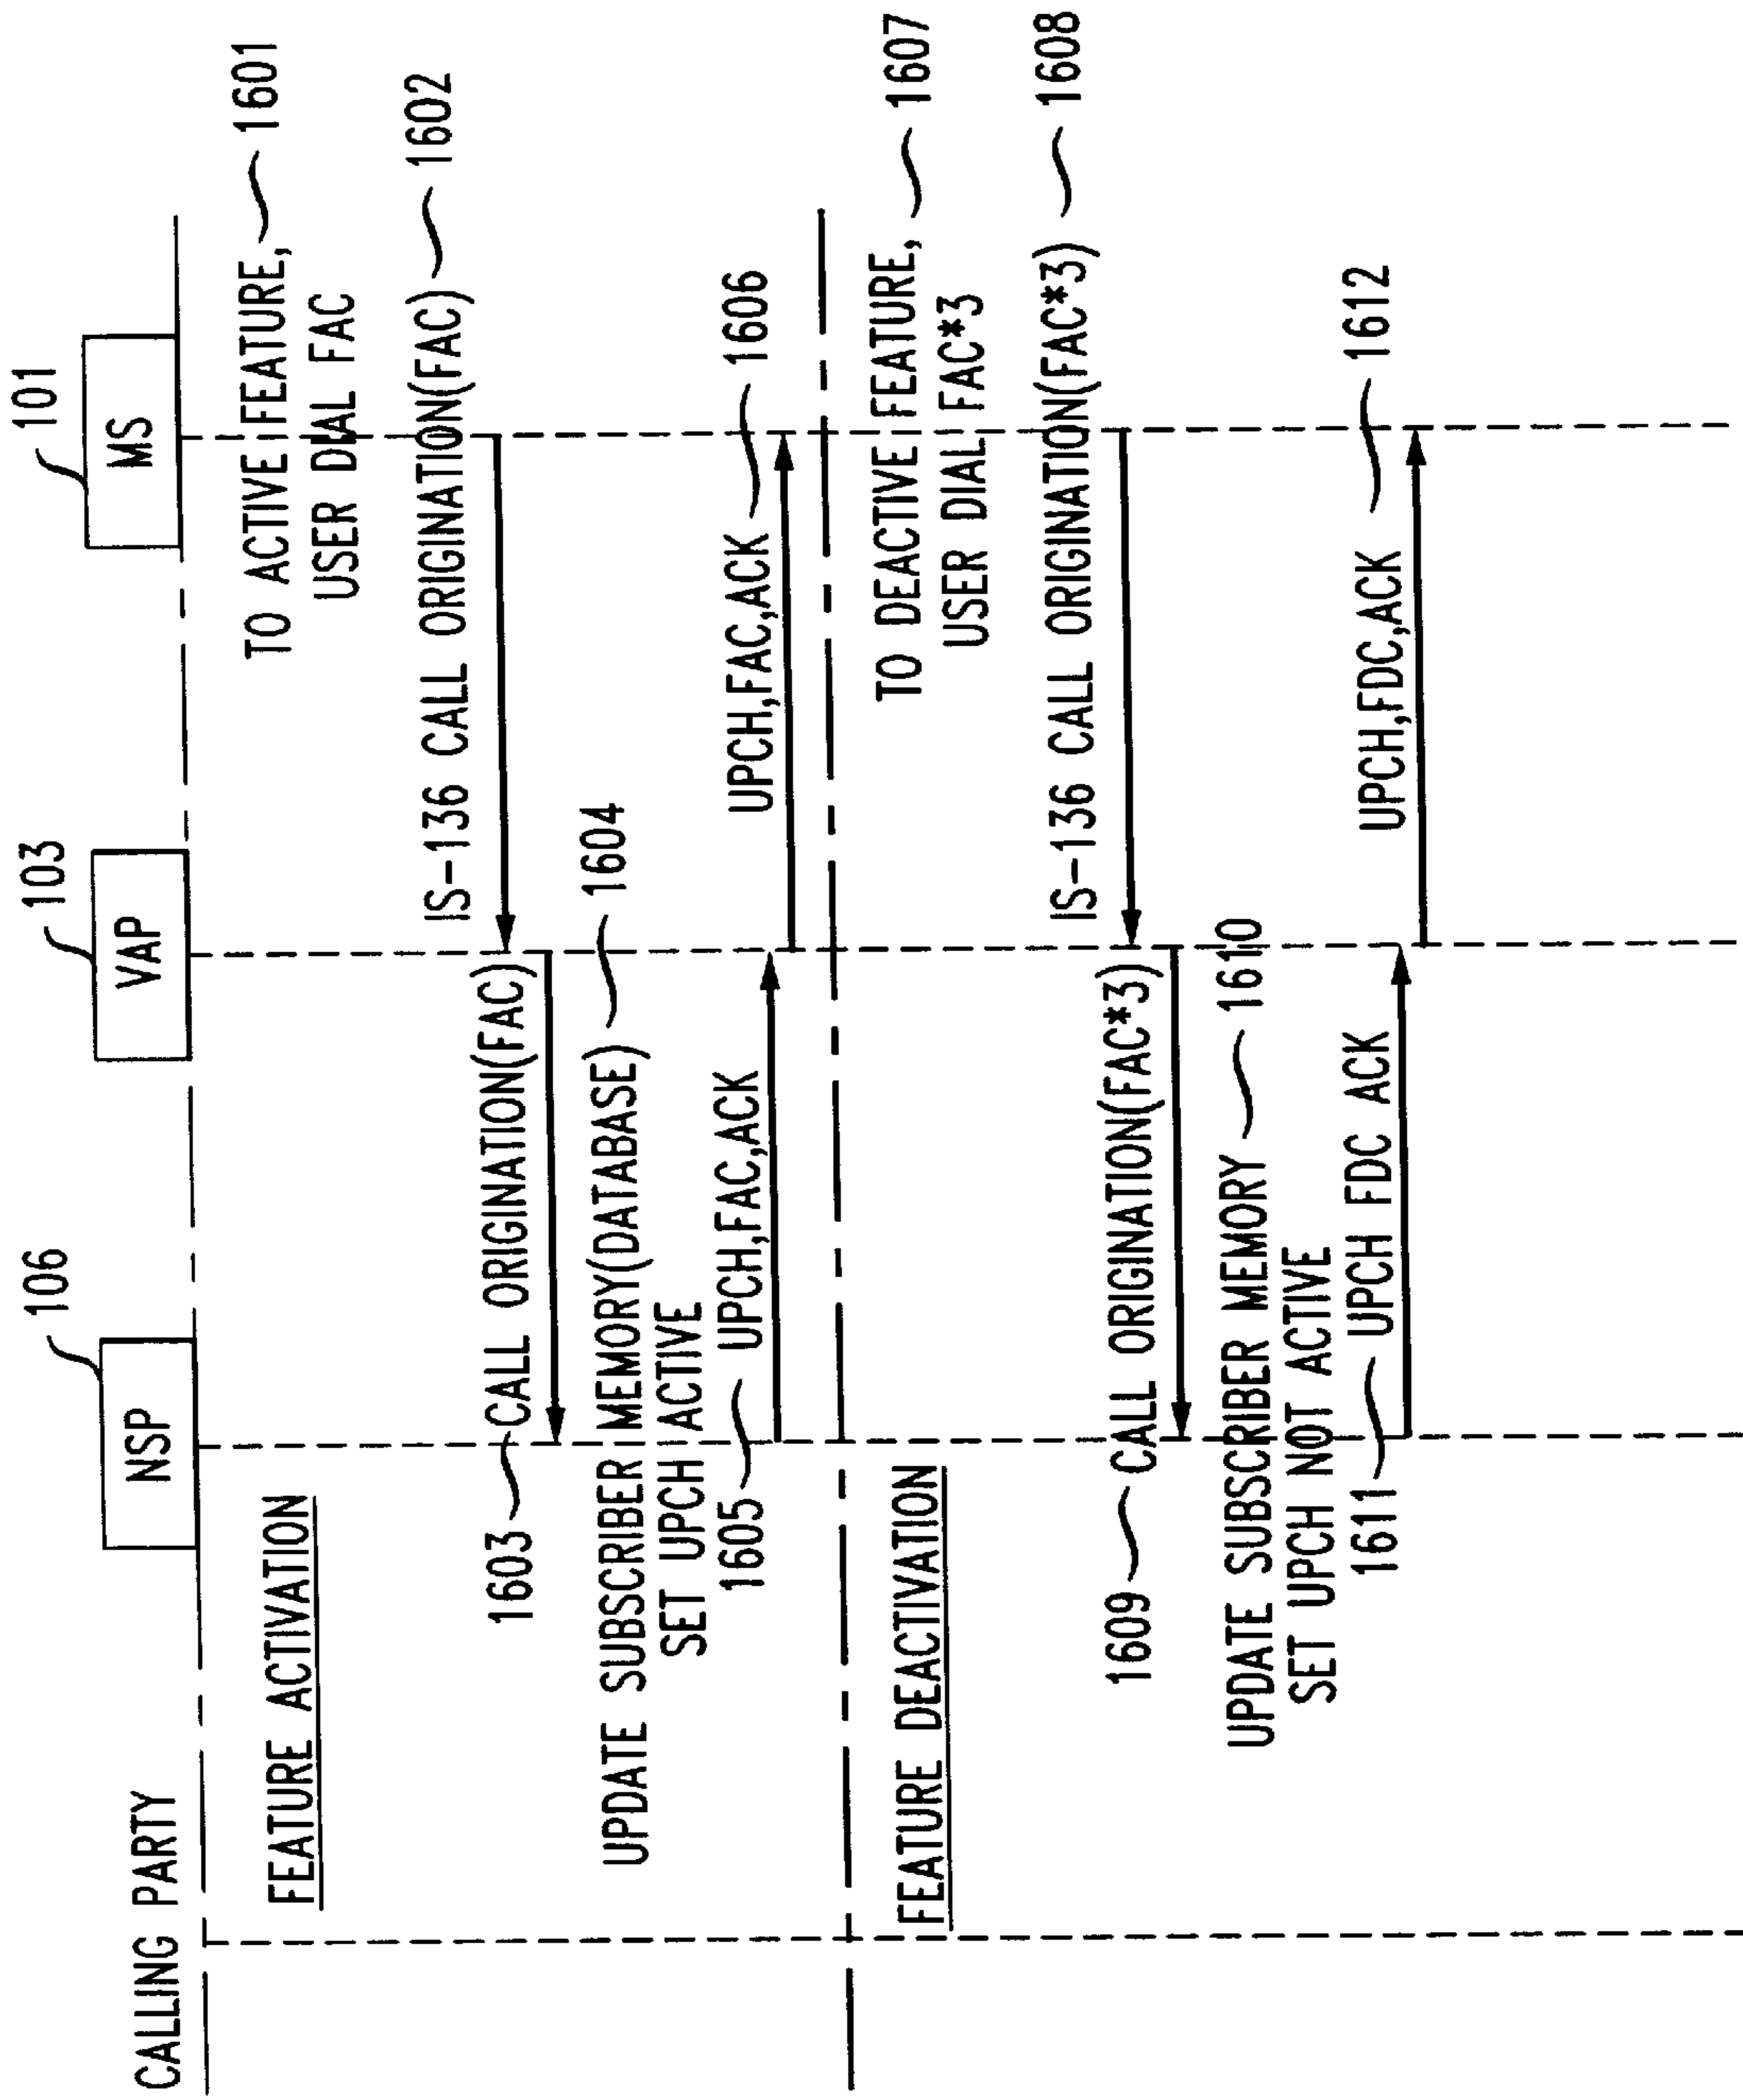 CALLING PARTY
106
NSP
103
VAP
101
MS
FEATURE ACTIVATION
TO ACTIVE FEATURE, 1601
USER DIAL FAC
IS-136 CALL ORIGINATION(FAC) 1602
1603 CALL ORIGINATION(FAC)
UPDATE SUBSCRIBER MEMORY(DATABASE) 1604
SET UPCH ACTIVE
1605 UPCH,FAC,ACK
UPCH,FAC,ACK 1606
FEATURE DEACTIVATION
TO DEACTIVE FEATURE, 1607
USER DIAL FAC*3
IS-136 CALL ORIGINATION(FAC*3) 1608
1609 CALL ORIGINATION(FAC*3)
UPDATE SUBSCRIBER MEMORY 1610
SET UPCH NOT ACTIVE
1611 UPCH FDC ACK
UPCH,FDC,ACK 1612